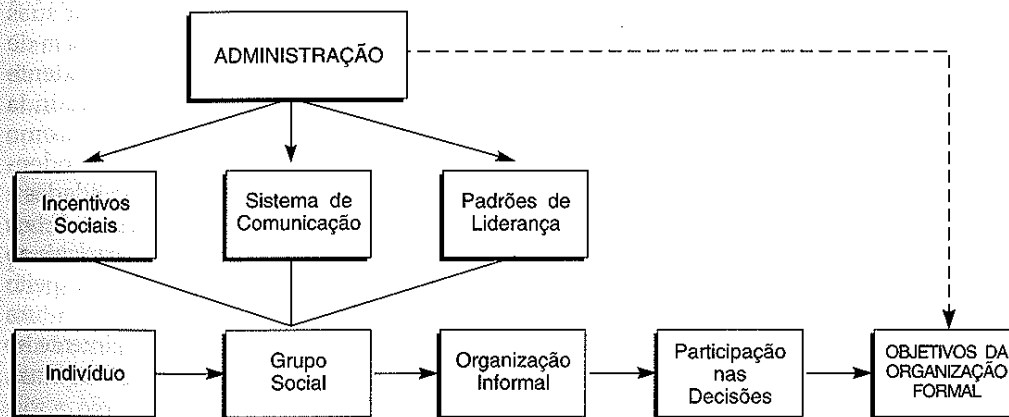 ADMINISTRAÇÃO
Incentivos
Sociais
Sistema de
Comunicação
Padrões de
Liderança
Indivíduo
Grupo
Social
Organização
Informal
Participação
nas
Decisões
OBJETIVOS DA
ORGANIZAÇÃO
FORMAL